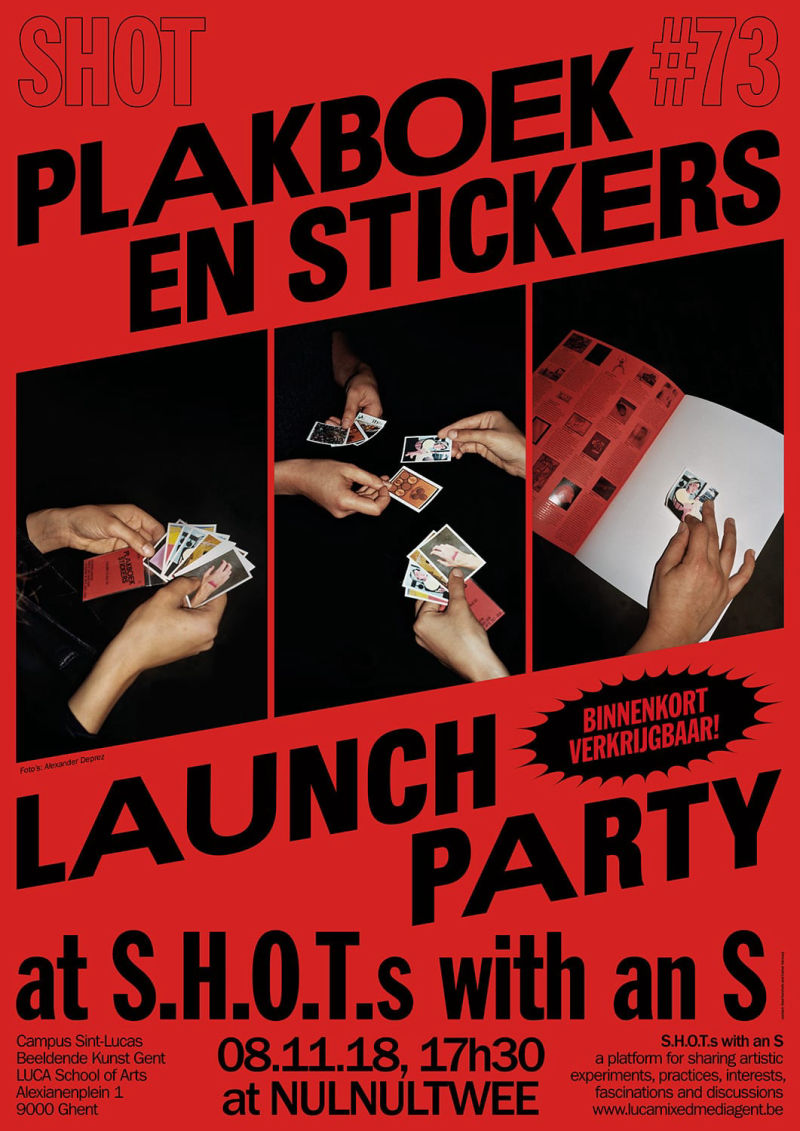 SHOT
#73
PLAKBOEK
EN STICKERS
PLAKBOEK
STICKERS
Foto's: Alexander Deprez
BINNENKORT
VERKRIJGBAAR!
LAUNCH
PARTY
at S.H.O.T.s with an S
Campus Sint-Lucas
Beeldende Kunst Gent
LUCA School of Arts
Alexianenplein 1
9000 Ghent
08.11.18, 17h30
at NULNULTWEE
S.H.O.T.s with an S
a platform for sharing artistic
experiments, practices, interests,
fascinations and discussions
www.lucamixedmediagent.be